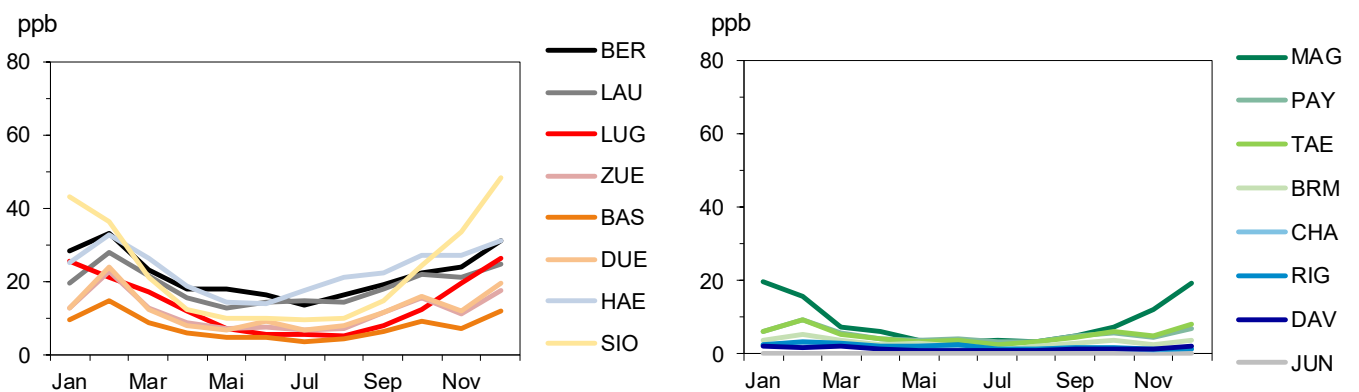 ppb
80
60
40
20
0
Jan Mar Mai Jul Sep Nov
BER
LAU
LUG
ZUE
BAS
DUE
HAE
SIO
ppb
80
60
40
20
0
Jan Mar Mai Jul Sep Nov
MAG
PAY
TAE
BRM
CHA
RIG
DAV
JUN